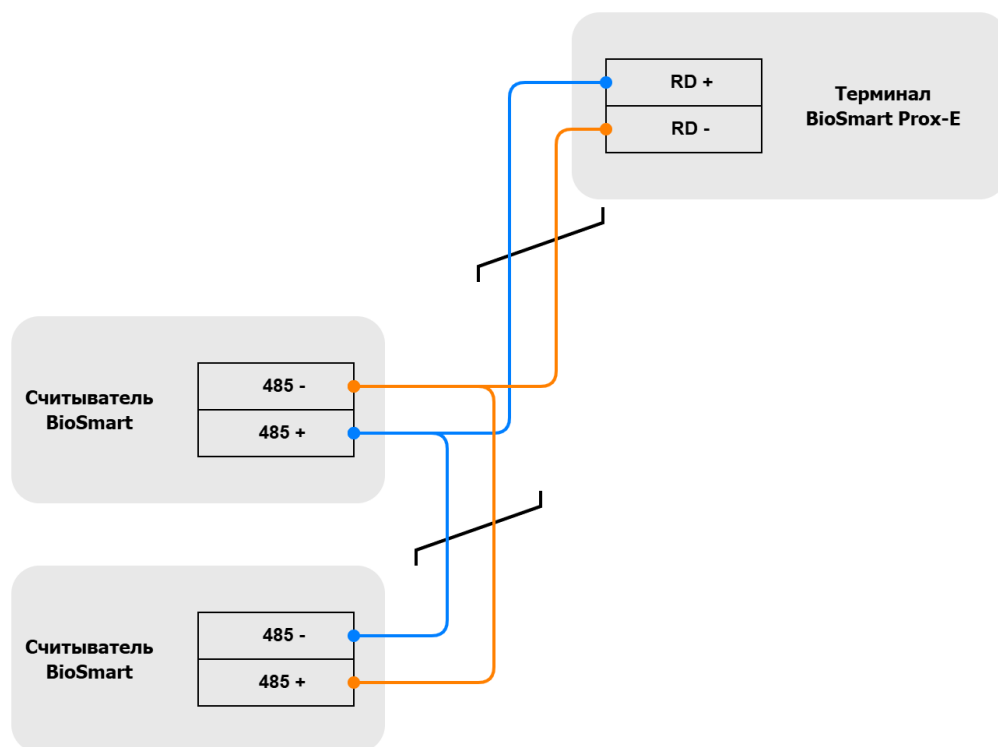 RD +
RD -
Терминал
BioSmart Prox-E
Считыватель
BioSmart
485 -
485 +
Считыватель
BioSmart
485 -
485 +